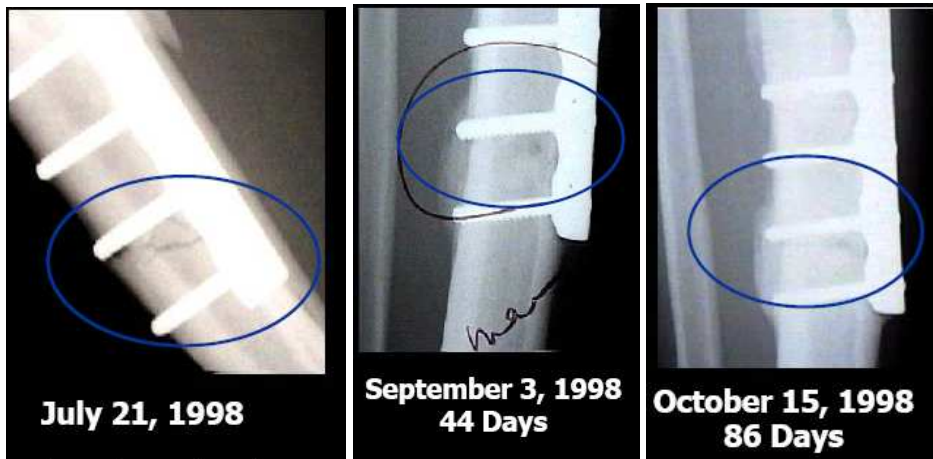 July 21, 1998
September 3, 1998
44 Days
October 15, 1998
86 Days